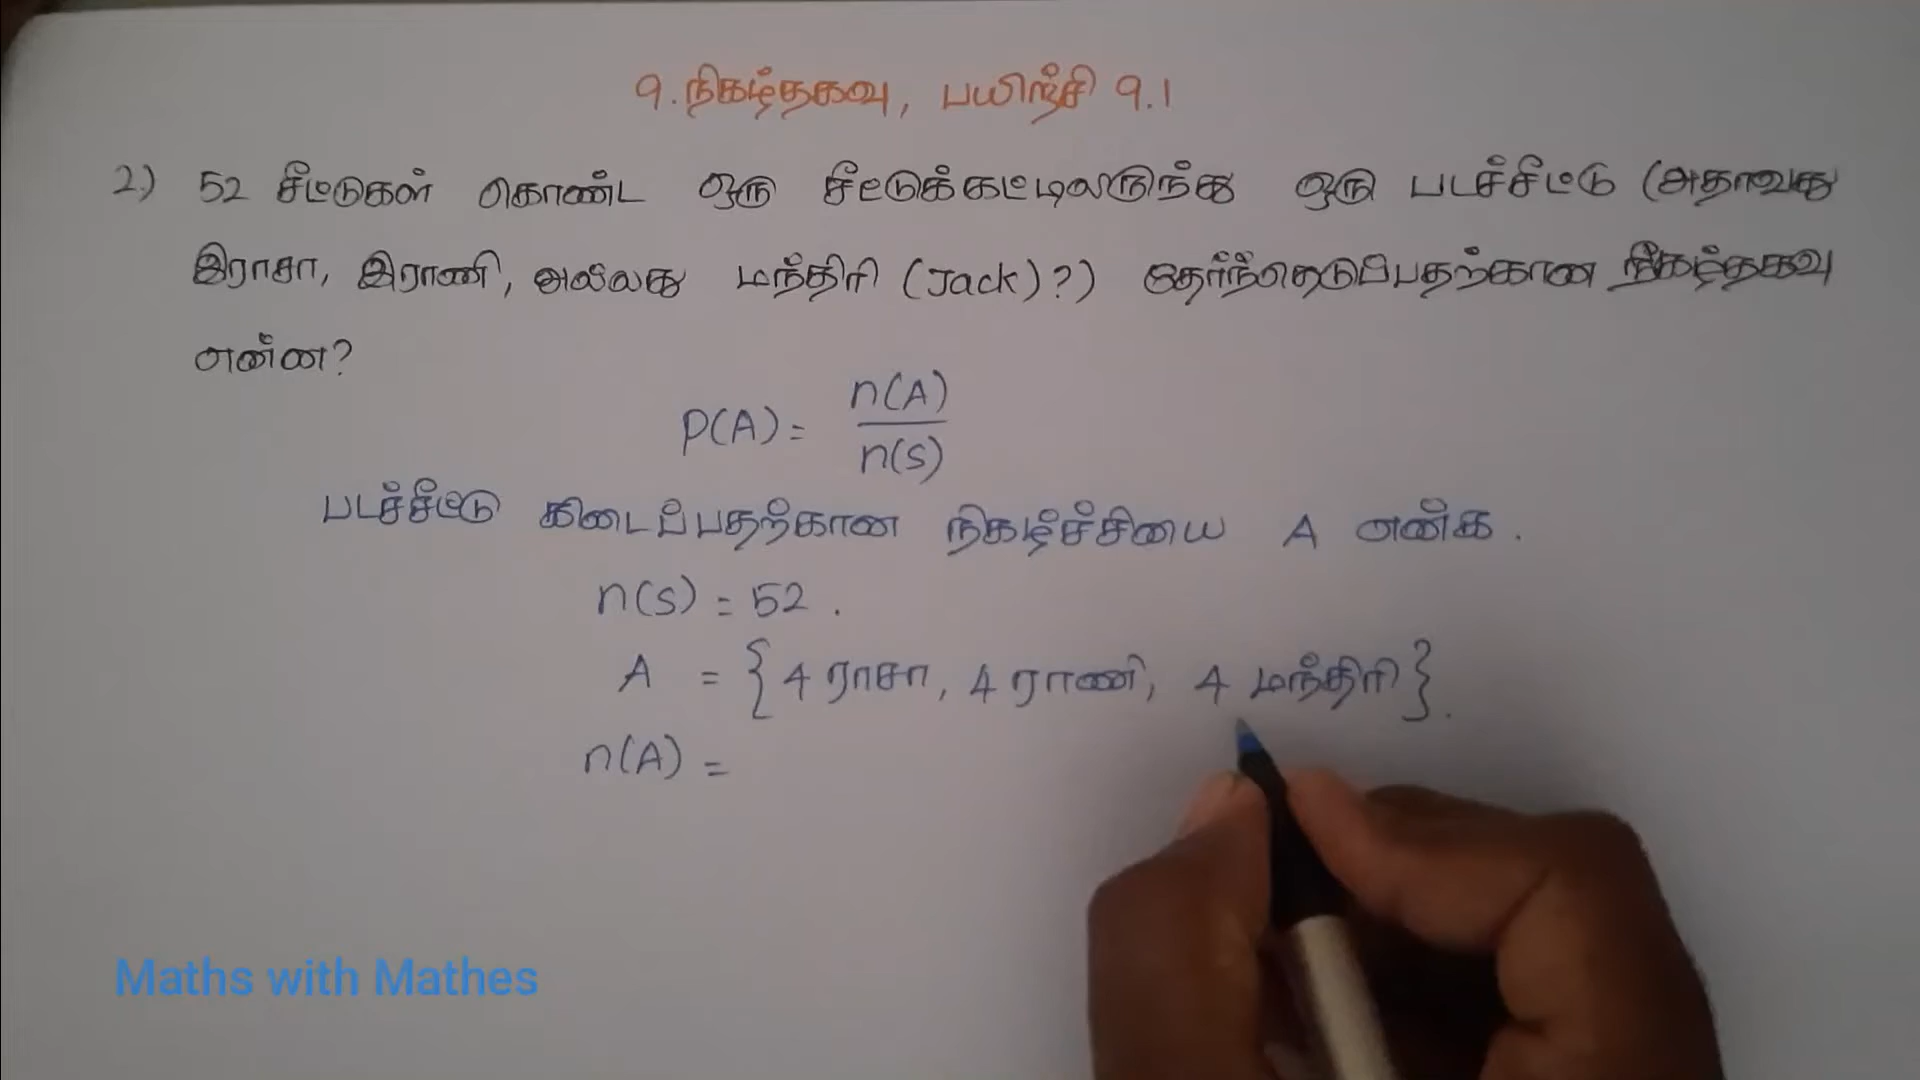 9. நிகழ்தகவு, பயிற்சி 9.1
2) 52 சீட்டுகள் கொண்ட ஒரு சீட்டுக்கட்டிலிருந்து ஒரு படச்சீட்டு (அதாவது
இராசா, இராணி, அல்லது மந்திரி (Jack)?) தேர்ந்தெடுப்பதற்கான நிகழ்தகவு
என்ன?
P(A) = n(A)/n(S)
படச்சீட்டு கிடைப்பதற்கான நிகழ்ச்சியை A என்க.
n(S) = 52.
A = {4 ராசா, 4 ராணி, 4 மந்திரி}.
n(A) =
Maths with Mathes